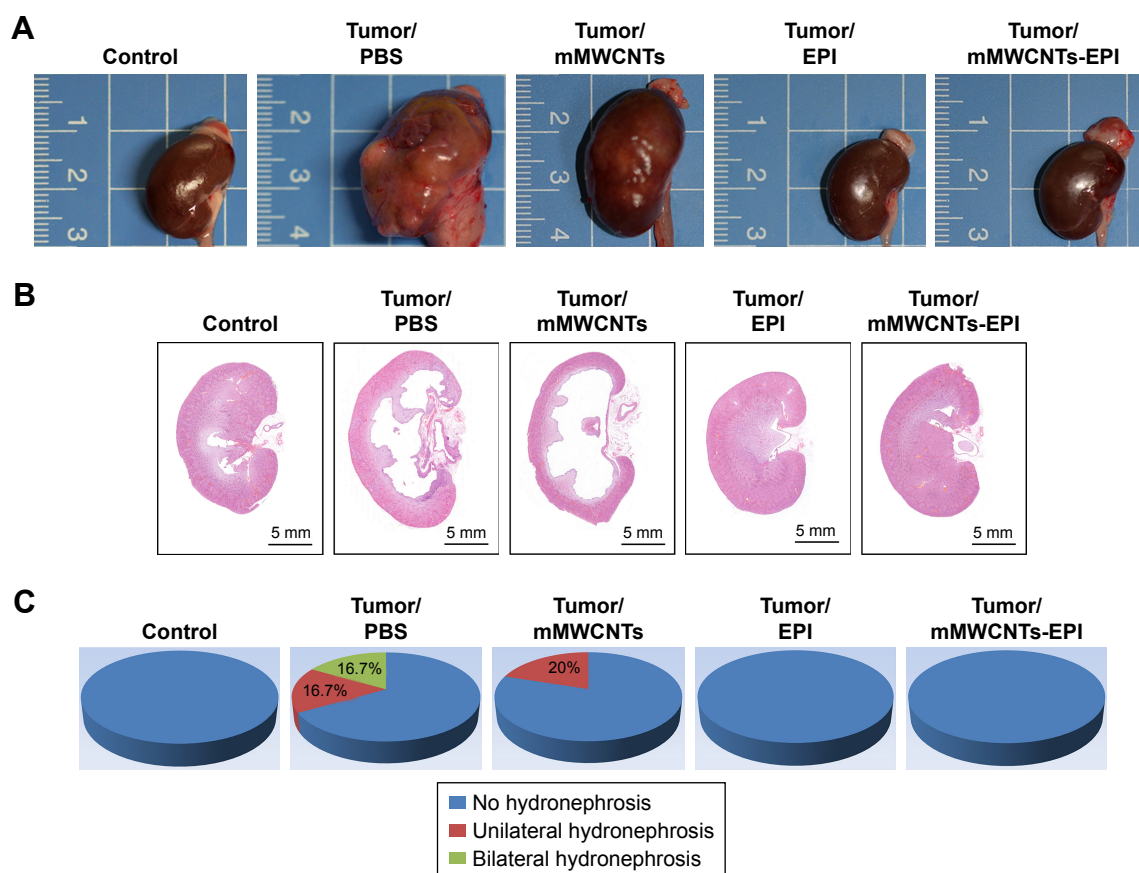 A
Control
Tumor/
PBS
Tumor/
mMWCNTs
Tumor/
EPI
Tumor/
mMWCNTs-EPI
1
2
3
2
3
4
2
3
4
1
2
3
1
2
3
B
Control
Tumor/
PBS
Tumor/
mMWCNTs
Tumor/
EPI
Tumor/
mMWCNTs-EPI
5 mm
5 mm
5 mm
5 mm
5 mm
C
Control
Tumor/
PBS
Tumor/
mMWCNTs
Tumor/
EPI
Tumor/
mMWCNTs-EPI
16.7%
16.7%
20%
No hydronephrosis
Unilateral hydronephrosis
Bilateral hydronephrosis